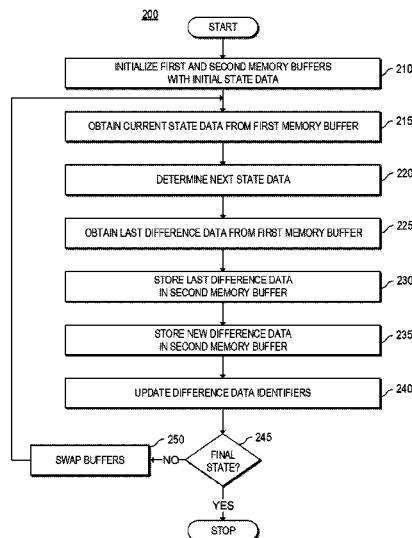 200
START
INITIALIZE FIRST AND SECOND MEMORY BUFFERS
WITH INITIAL STATE DATA
210
OBTAIN CURRENT STATE DATA FROM FIRST MEMORY BUFFER
215
DETERMINE NEXT STATE DATA
220
OBTAIN LAST DIFFERENCE DATA FROM FIRST MEMORY BUFFER
225
STORE LAST DIFFERENCE DATA
IN SECOND MEMORY BUFFER
230
STORE NEW DIFFERENCE DATA
IN SECOND MEMORY BUFFER
235
UPDATE DIFFERENCE DATA IDENTIFIERS
240
250
SWAP BUFFERS
NO
FINAL
STATE?
245
YES
STOP